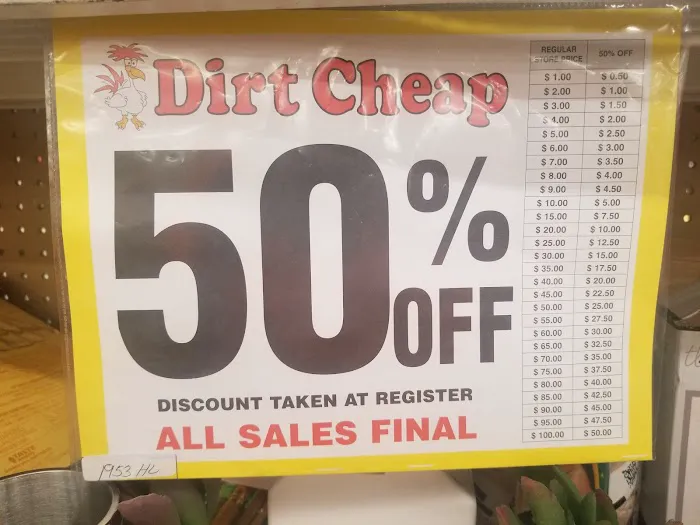 Dirt Cheap
50%
OFF
DISCOUNT TAKEN AT REGISTER
ALL SALES FINAL
1953 HL
REGULAR STORE PRICE 50% OFF
$ 1.00 $ 0.50
$ 2.00 $ 1.00
$ 3.00 $ 1.50
$ 4.00 $ 2.00
$ 5.00 $ 2.50
$ 6.00 $ 3.00
$ 7.00 $ 3.50
$ 8.00 $ 4.00
$ 9.00 $ 4.50
$ 10.00 $ 5.00
$ 15.00 $ 7.50
$ 20.00 $ 10.00
$ 25.00 $ 12.50
$ 30.00 $ 15.00
$ 35.00 $ 17.50
$ 40.00 $ 20.00
$ 45.00 $ 22.50
$ 50.00 $ 25.00
$ 55.00 $ 27.50
$ 60.00 $ 30.00
$ 65.00 $ 32.50
$ 70.00 $ 35.00
$ 75.00 $ 37.50
$ 80.00 $ 40.00
$ 85.00 $ 42.50
$ 90.00 $ 45.00
$ 95.00 $ 47.50
$ 100.00 $ 50.00